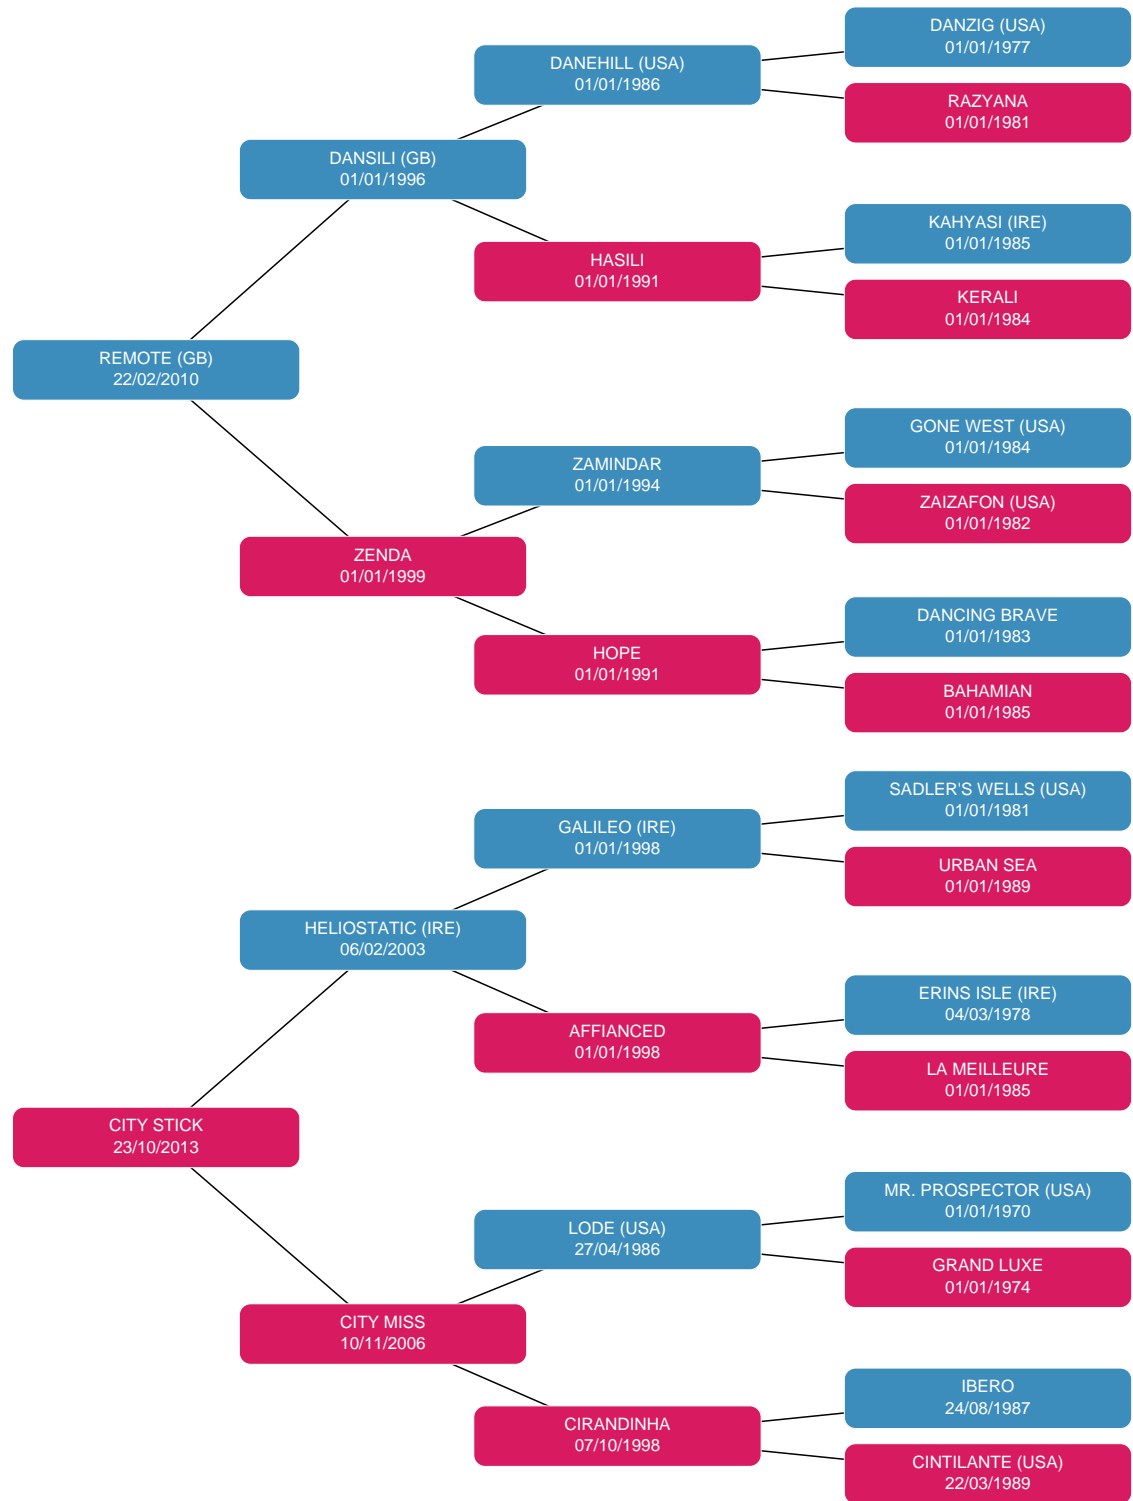 DANZIG (USA)
01/01/1977
DANEHILL (USA)
01/01/1986
RAZYANA
01/01/1981
DANSILI (GB)
01/01/1996
KAHYASI (IRE)
01/01/1985
HASILI
01/01/1991
KERALI
01/01/1984
REMOTE (GB)
22/02/2010
GONE WEST (USA)
01/01/1984
ZAMINDAR
01/01/1994
ZAIZAFON (USA)
01/01/1982
ZENDA
01/01/1999
DANCING BRAVE
01/01/1983
HOPE
01/01/1991
BAHAMIAN
01/01/1985
SADLER'S WELLS (USA)
01/01/1981
GALILEO (IRE)
01/01/1998
URBAN SEA
01/01/1989
HELIOSTATIC (IRE)
06/02/2003
ERINS ISLE (IRE)
04/03/1978
AFFIANCED
01/01/1998
LA MEILLEURE
01/01/1985
CITY STICK
23/10/2013
MR. PROSPECTOR (USA)
01/01/1970
LODE (USA)
27/04/1986
GRAND LUXE
01/01/1974
CITY MISS
10/11/2006
IBERO
24/08/1987
CIRANDINHA
07/10/1998
CINTILANTE (USA)
22/03/1989